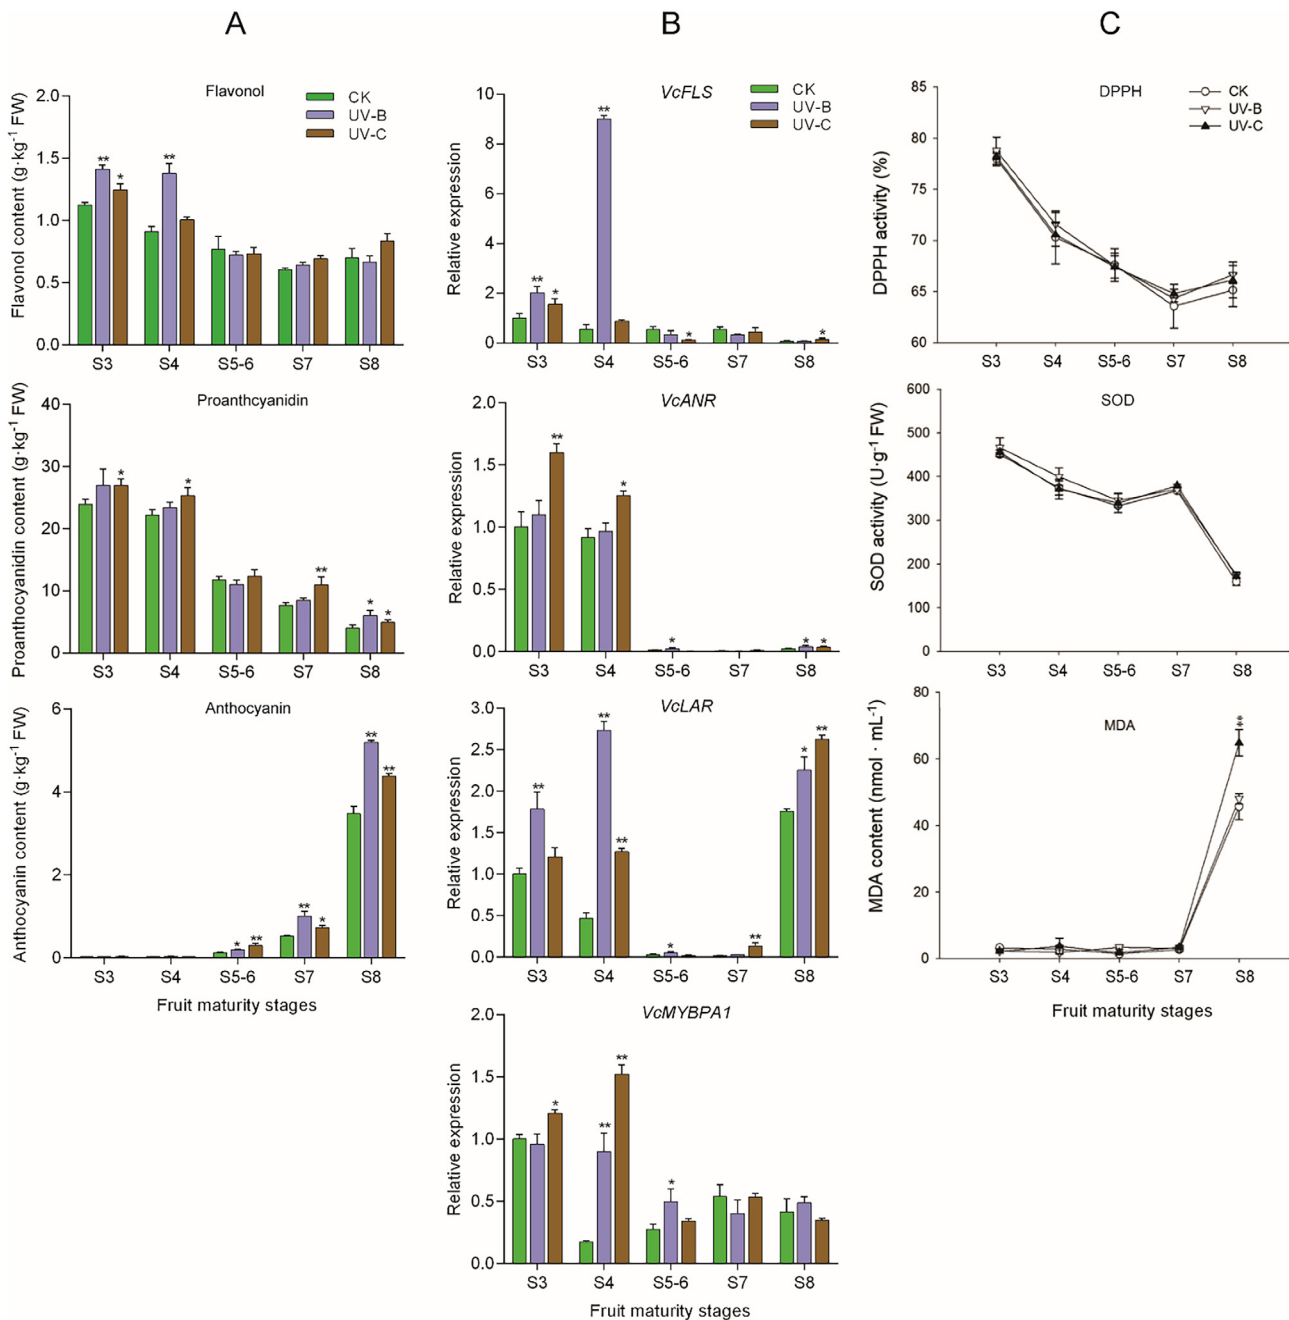 A
Flavonol
CK
UV-B
UV-C
Flavonol content (g·kg⁻¹ FW)
2.0
1.5
1.0
0.5
0.0
** * **
S3 S4 S5-6 S7 S8
Proanthcyanidin
Proanthocyanidin content (g·kg⁻¹ FW)
40
30
20
10
0
* * ** * *
S3 S4 S5-6 S7 S8
Anthocyanin
Anthocyanin content (g·kg⁻¹ FW)
6
4
2
0
* ** ** * ** **
S3 S4 S5-6 S7 S8
Fruit maturity stages
B
VcFLS
CK
UV-B
UV-C
Relative expression
10
8
6
4
2
0
** * ** * *
S3 S4 S5-6 S7 S8
VcANR
Relative expression
2.0
1.5
1.0
0.5
0.0
** * * * *
S3 S4 S5-6 S7 S8
VcLAR
Relative expression
3.0
2.5
2.0
1.5
1.0
0.5
0.0
** ** ** * ** * **
S3 S4 S5-6 S7 S8
VcMYBPA1
Relative expression
2.0
1.5
1.0
0.5
0.0
* ** ** *
S3 S4 S5-6 S7 S8
Fruit maturity stages
C
DPPH
CK
UV-B
UV-C
DPPH activity (%)
85
80
75
70
65
60
S3 S4 S5-6 S7 S8
SOD
SOD activity (U·g⁻¹ FW)
600
500
400
300
200
100
0
S3 S4 S5-6 S7 S8
MDA
MDA content (nmol · mL⁻¹)
80
60
40
20
0
**
S3 S4 S5-6 S7 S8
Fruit maturity stages